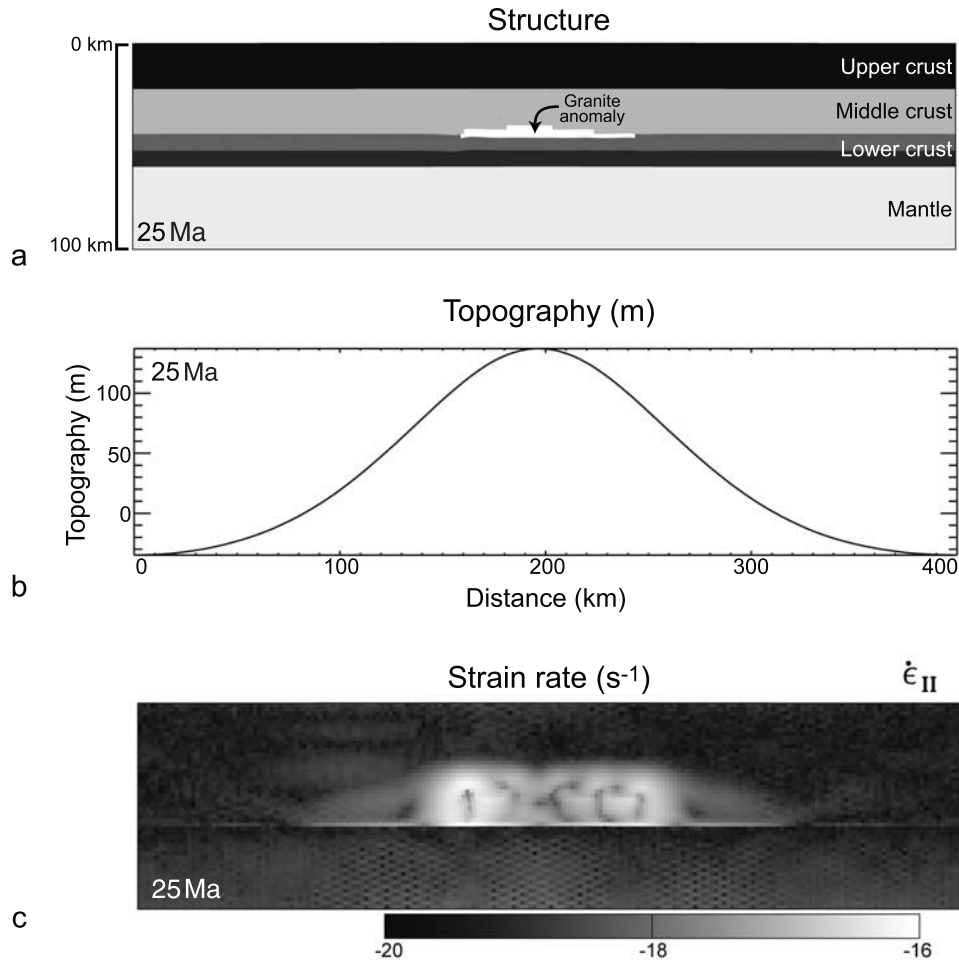 Structure
0 km
Upper crust
Granite
anomaly
Middle crust
Lower crust
Mantle
25 Ma
100 km
a
Topography (m)
25 Ma
Topography (m)
100
50
0
0 100 200 300 400
Distance (km)
b
Strain rate (s-1)
ε̇II
25 Ma
c
-20 -18 -16